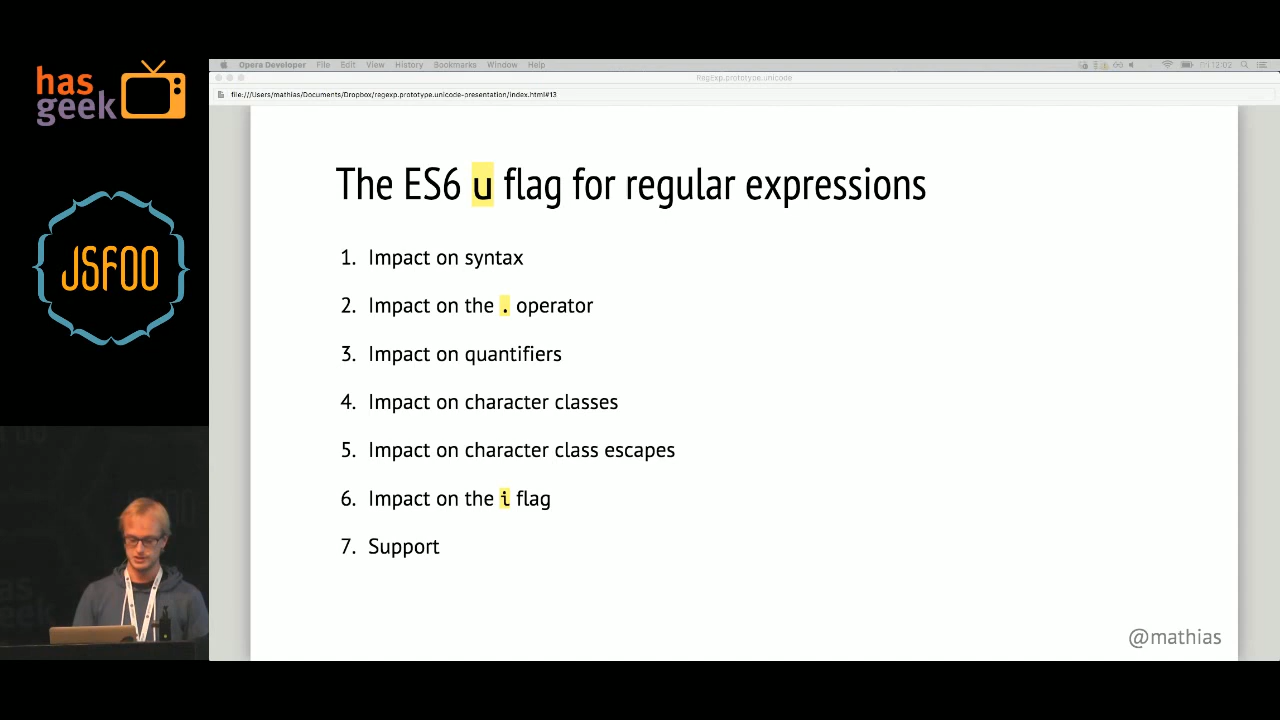 has
geek
JSFOO
Opera Developer File Edit View History Bookmarks Window Help
Fri 12:02
RegExp.prototype.unicode
file:///Users/mathias/Documents/Dropbox/regexp.prototype.unicode-presentation/index.html#13
The ES6 u flag for regular expressions
1. Impact on syntax
2. Impact on the . operator
3. Impact on quantifiers
4. Impact on character classes
5. Impact on character class escapes
6. Impact on the i flag
7. Support
@mathias